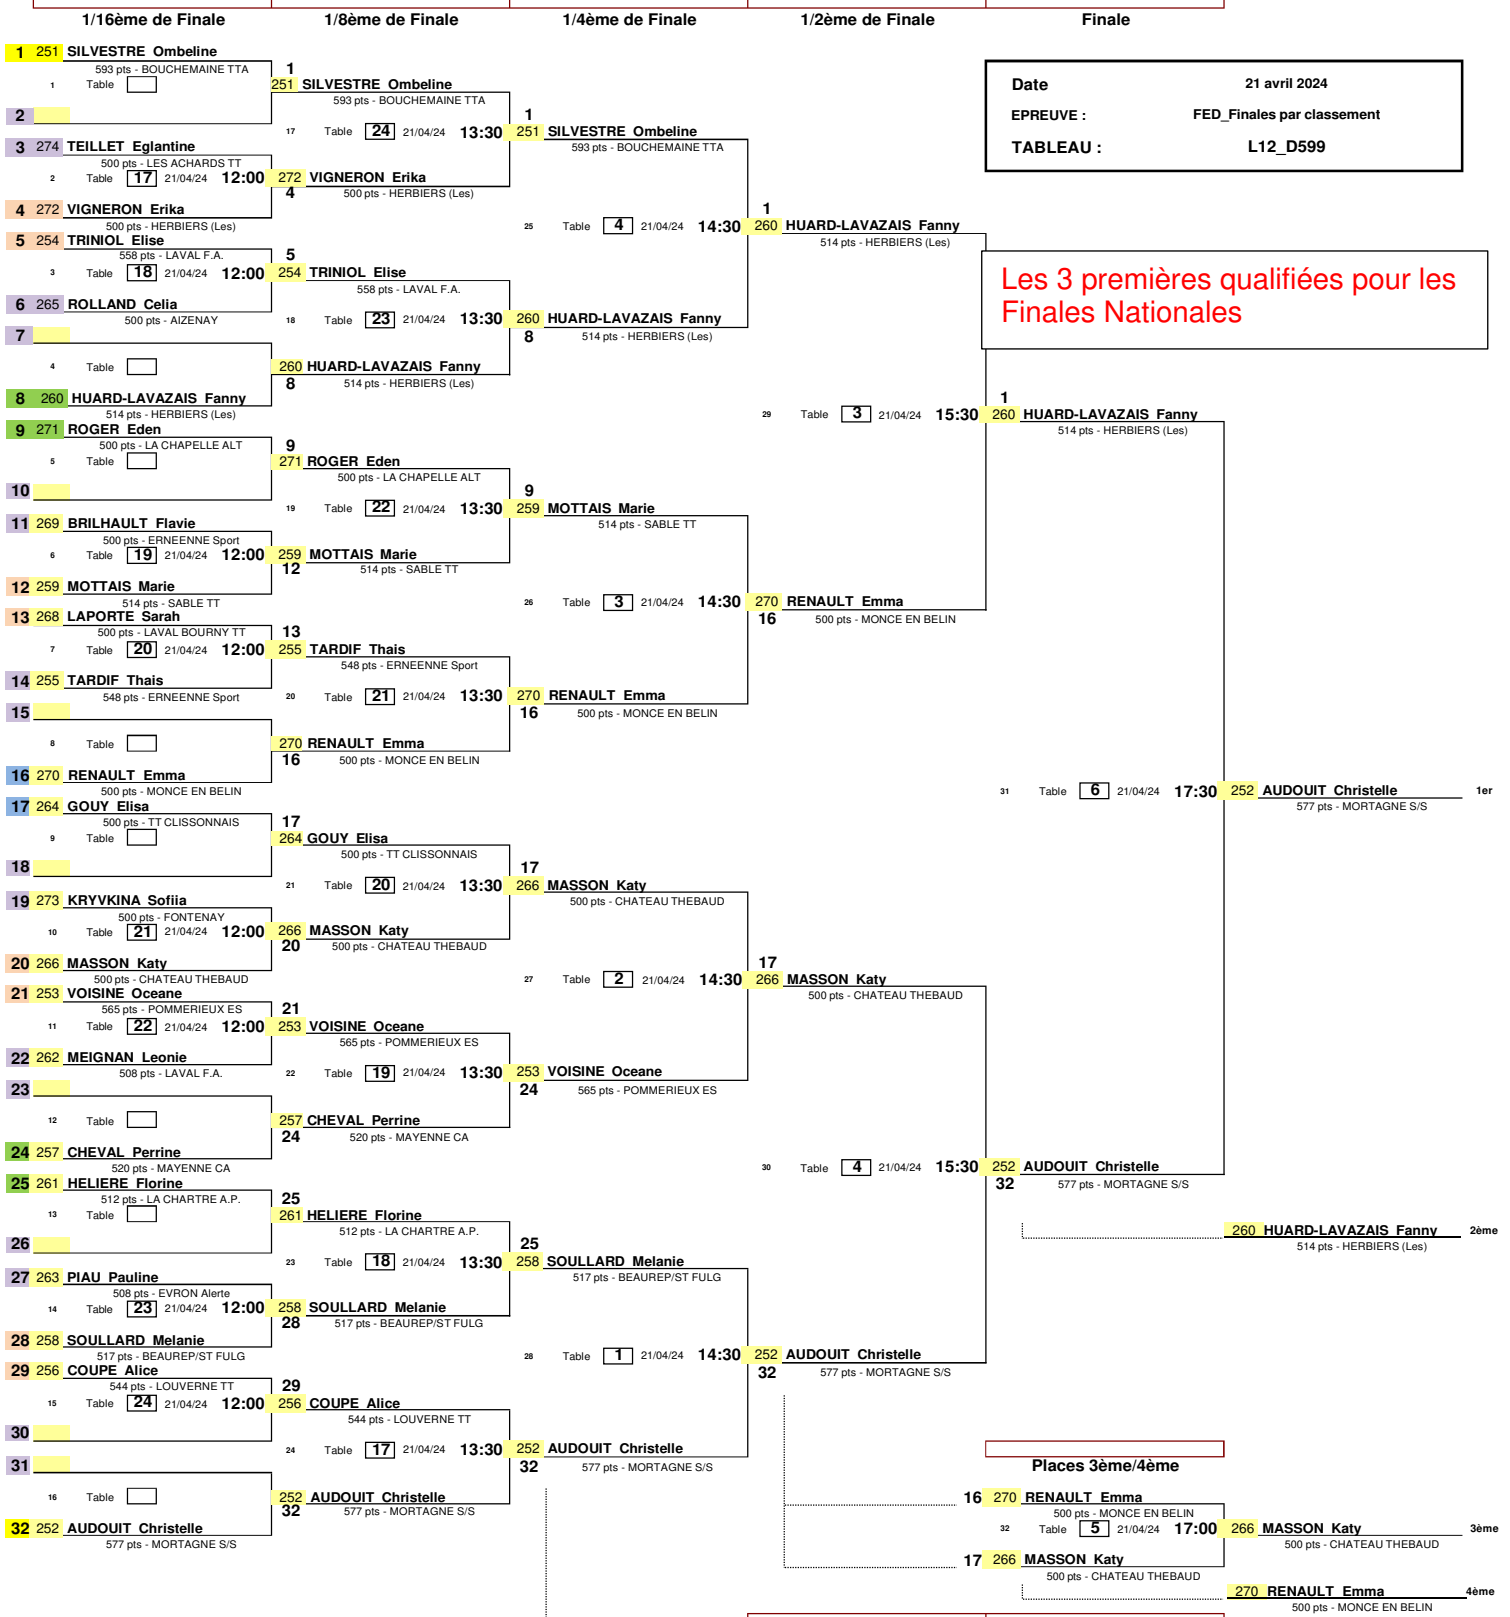 1/16ème de Finale 1/8ème de Finale 1/4ème de Finale 1/2ème de Finale Finale
Date 21 avril 2024
EPREUVE : FED_Finales par classement
TABLEAU : L12_D599
Les 3 premières qualifiées pour les
Finales Nationales
1 251 SILVESTRE Ombeline
593 pts - BOUCHEMAINE TTA
1 Table
2
3 274 TEILLET Eglantine
500 pts - LES ACHARDS TT
2 Table 17 21/04/24 12:00
4 272 VIGNERON Erika
500 pts - HERBIERS (Les)
5 254 TRINIOL Elise
558 pts - LAVAL F.A.
3 Table 18 21/04/24 12:00
6 265 ROLLAND Celia
500 pts - AIZENAY
7
4 Table
8 260 HUARD-LAVAZAIS Fanny
514 pts - HERBIERS (Les)
9 271 ROGER Eden
500 pts - LA CHAPELLE ALT
5 Table
10
11 269 BRILHAULT Flavie
500 pts - ERNEENNE Sport
6 Table 19 21/04/24 12:00
12 259 MOTTAIS Marie
514 pts - SABLE TT
13 268 LAPORTE Sarah
500 pts - LAVAL BOURNY TT
7 Table 20 21/04/24 12:00
14 255 TARDIF Thais
548 pts - ERNEENNE Sport
15
8 Table
16 270 RENAULT Emma
500 pts - MONCE EN BELIN
17 264 GOUY Elisa
500 pts - TT CLISSONNAIS
9 Table
18
19 273 KRYVKINA Sofiia
500 pts - FONTENAY
10 Table 21 21/04/24 12:00
20 266 MASSON Katy
500 pts - CHATEAU THEBAUD
21 253 VOISINE Oceane
565 pts - POMMERIEUX ES
11 Table 22 21/04/24 12:00
22 262 MEIGNAN Leonie
508 pts - LAVAL F.A.
23
12 Table
24 257 CHEVAL Perrine
520 pts - MAYENNE CA
25 261 HELIERE Florine
512 pts - LA CHARTRE A.P.
13 Table
26
27 263 PIAU Pauline
508 pts - EVRON Alerte
14 Table 23 21/04/24 12:00
28 258 SOULLARD Melanie
517 pts - BEAUREP/ST FULG
29 256 COUPE Alice
544 pts - LOUVERNE TT
15 Table 24 21/04/24 12:00
30
31
16 Table
32 252 AUDOUIT Christelle
577 pts - MORTAGNE S/S
1
251 SILVESTRE Ombeline
593 pts - BOUCHEMAINE TTA
17 Table 24 21/04/24 13:30
272 VIGNERON Erika
4 500 pts - HERBIERS (Les)
5
254 TRINIOL Elise
558 pts - LAVAL F.A.
18 Table 23 21/04/24 13:30
260 HUARD-LAVAZAIS Fanny
8 514 pts - HERBIERS (Les)
9
271 ROGER Eden
500 pts - LA CHAPELLE ALT
19 Table 22 21/04/24 13:30
259 MOTTAIS Marie
12 514 pts - SABLE TT
13
255 TARDIF Thais
548 pts - ERNEENNE Sport
20 Table 21 21/04/24 13:30
270 RENAULT Emma
16 500 pts - MONCE EN BELIN
17
264 GOUY Elisa
500 pts - TT CLISSONNAIS
21 Table 20 21/04/24 13:30
266 MASSON Katy
20 500 pts - CHATEAU THEBAUD
21
253 VOISINE Oceane
565 pts - POMMERIEUX ES
22 Table 19 21/04/24 13:30
257 CHEVAL Perrine
24 520 pts - MAYENNE CA
25
261 HELIERE Florine
512 pts - LA CHARTRE A.P.
23 Table 18 21/04/24 13:30
258 SOULLARD Melanie
28 517 pts - BEAUREP/ST FULG
29
256 COUPE Alice
544 pts - LOUVERNE TT
24 Table 17 21/04/24 13:30
252 AUDOUIT Christelle
32 577 pts - MORTAGNE S/S
1
251 SILVESTRE Ombeline
593 pts - BOUCHEMAINE TTA
25 Table 4 21/04/24 14:30
260 HUARD-LAVAZAIS Fanny
8 514 pts - HERBIERS (Les)
9
259 MOTTAIS Marie
514 pts - SABLE TT
26 Table 3 21/04/24 14:30
270 RENAULT Emma
16 500 pts - MONCE EN BELIN
17
266 MASSON Katy
500 pts - CHATEAU THEBAUD
27 Table 2 21/04/24 14:30
253 VOISINE Oceane
24 565 pts - POMMERIEUX ES
25
258 SOULLARD Melanie
517 pts - BEAUREP/ST FULG
28 Table 1 21/04/24 14:30
252 AUDOUIT Christelle
32 577 pts - MORTAGNE S/S
1
260 HUARD-LAVAZAIS Fanny
514 pts - HERBIERS (Les)
29 Table 3 21/04/24 15:30
270 RENAULT Emma
16 500 pts - MONCE EN BELIN
17
266 MASSON Katy
500 pts - CHATEAU THEBAUD
30 Table 4 21/04/24 15:30
252 AUDOUIT Christelle
32 577 pts - MORTAGNE S/S
1
260 HUARD-LAVAZAIS Fanny
514 pts - HERBIERS (Les)
31 Table 6 21/04/24 17:30
252 AUDOUIT Christelle
32 577 pts - MORTAGNE S/S
252 AUDOUIT Christelle 1er
577 pts - MORTAGNE S/S
260 HUARD-LAVAZAIS Fanny 2ème
514 pts - HERBIERS (Les)
Places 3ème/4ème
16 270 RENAULT Emma
500 pts - MONCE EN BELIN
32 Table 5 21/04/24 17:00
17 266 MASSON Katy
500 pts - CHATEAU THEBAUD
266 MASSON Katy 3ème
500 pts - CHATEAU THEBAUD
270 RENAULT Emma 4ème
500 pts - MONCE EN BELIN